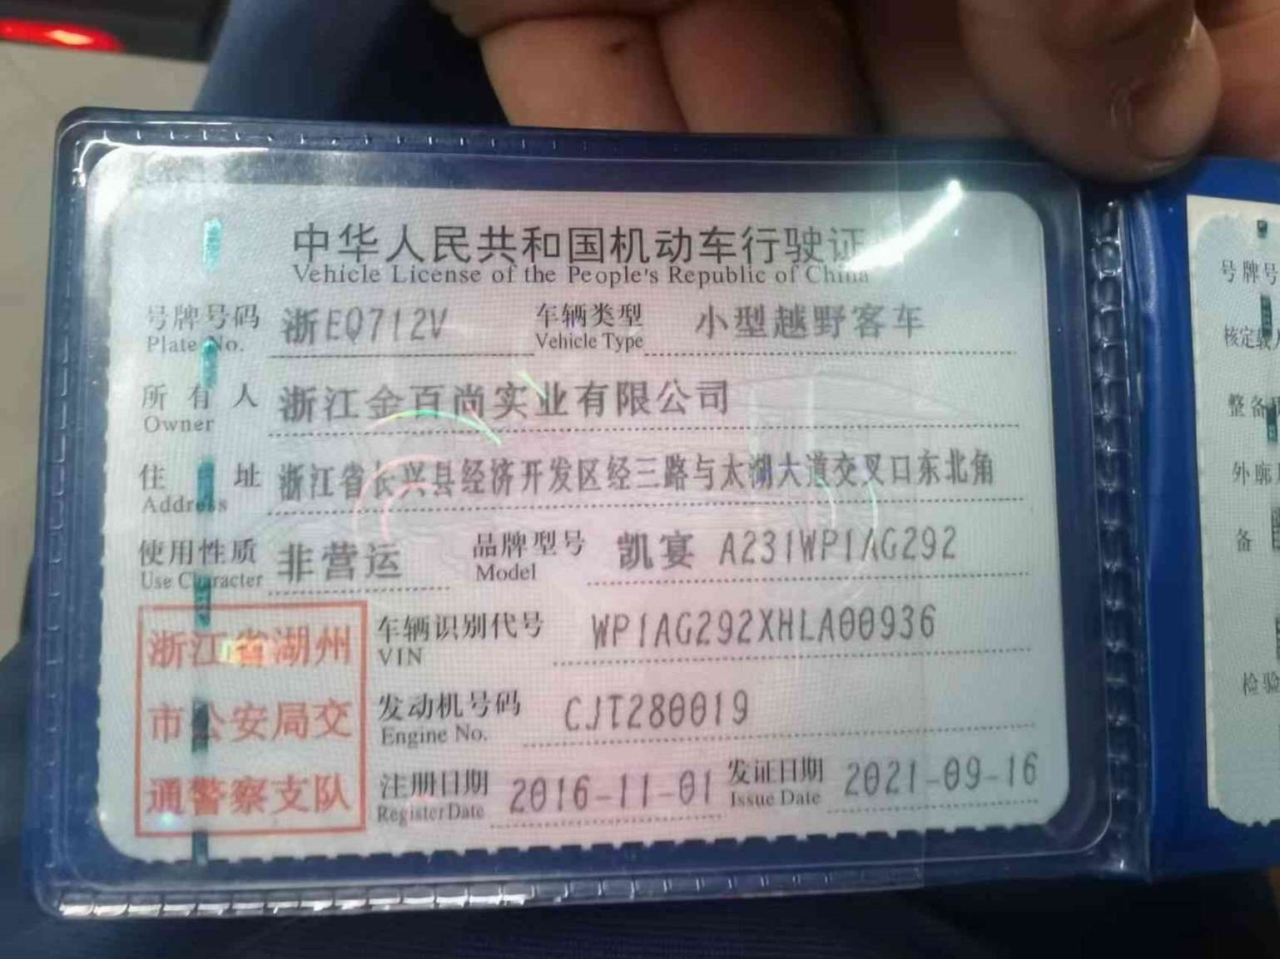 中华人民共和国机动车行驶证
Vehicle License of the People's Republic of China
号牌号码 浙EQ712V 车辆类型 小型越野客车
Plate No. Vehicle Type
所有人 浙江金百尚实业有限公司
Owner
住址 浙江省长兴县经济开发区经三路与太湖大道交叉口东北角
Address
使用性质 非营运 品牌型号 凯宴 A231WP1AG292
Use Character Model
浙江省湖州
市公安局交
通警察支队
车辆识别代号 WP1AG292XHLA00936
VIN
发动机号码 CJT280019
Engine No.
注册日期 2016-11-01 发证日期 2021-09-16
Register Date Issue Date
号牌号
核定载人
整备
外廓
备
检验